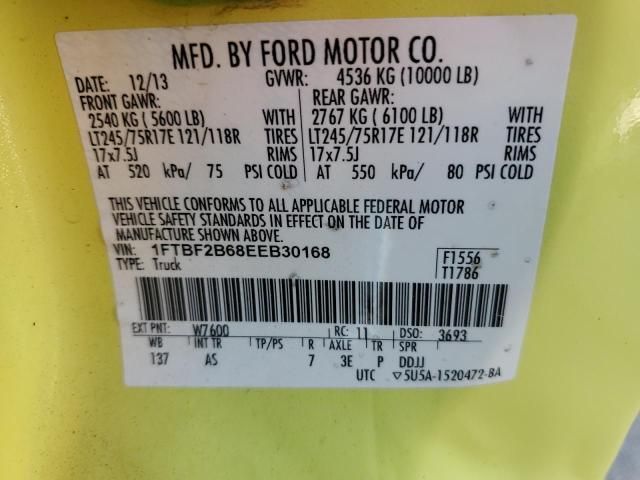 MFD. BY FORD MOTOR CO.
DATE: 12/13 GVWR: 4536 KG (10000 LB)
FRONT GAWR: REAR GAWR:
2540 KG ( 5600 LB) WITH 2767 KG ( 6100 LB) WITH
LT245/75R17E 121/118R TIRES LT245/75R17E 121/118R TIRES
17x7.5J RIMS 17x7.5J RIMS
AT 520 kPa/ 75 PSI COLD AT 550 kPa/ 80 PSI COLD
THIS VEHICLE CONFORMS TO ALL APPLICABLE FEDERAL MOTOR
VEHICLE SAFETY STANDARDS IN EFFECT ON THE DATE OF
MANUFACTURE SHOWN ABOVE.
VIN: 1FTBF2B68EEB30168 F1556
TYPE: Truck T1786
EXT PNT: W7600 RC: 11 DSO: 3693
WB INT TR TP/PS R AXLE TR SPR
137 AS 7 3E P DDJJ
UTC ▽5U5A-1520472-BA